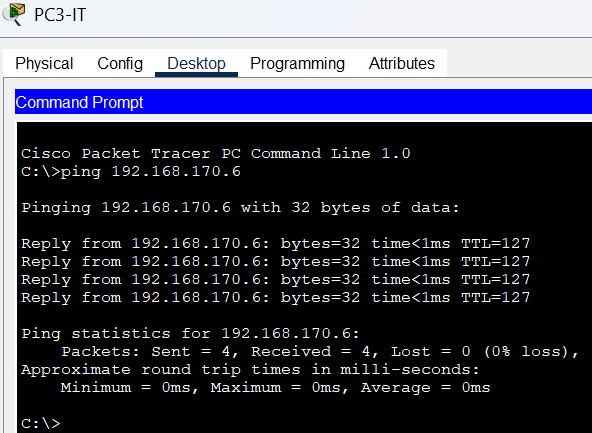 PC3-IT
Physical Config Desktop Programming Attributes
Command Prompt
Cisco Packet Tracer PC Command Line 1.0
C:\>ping 192.168.170.6
Pinging 192.168.170.6 with 32 bytes of data:
Reply from 192.168.170.6: bytes=32 time<1ms TTL=127
Reply from 192.168.170.6: bytes=32 time<1ms TTL=127
Reply from 192.168.170.6: bytes=32 time<1ms TTL=127
Reply from 192.168.170.6: bytes=32 time<1ms TTL=127
Ping statistics for 192.168.170.6:
    Packets: Sent = 4, Received = 4, Lost = 0 (0% loss),
Approximate round trip times in milli-seconds:
    Minimum = 0ms, Maximum = 0ms, Average = 0ms
C:\>